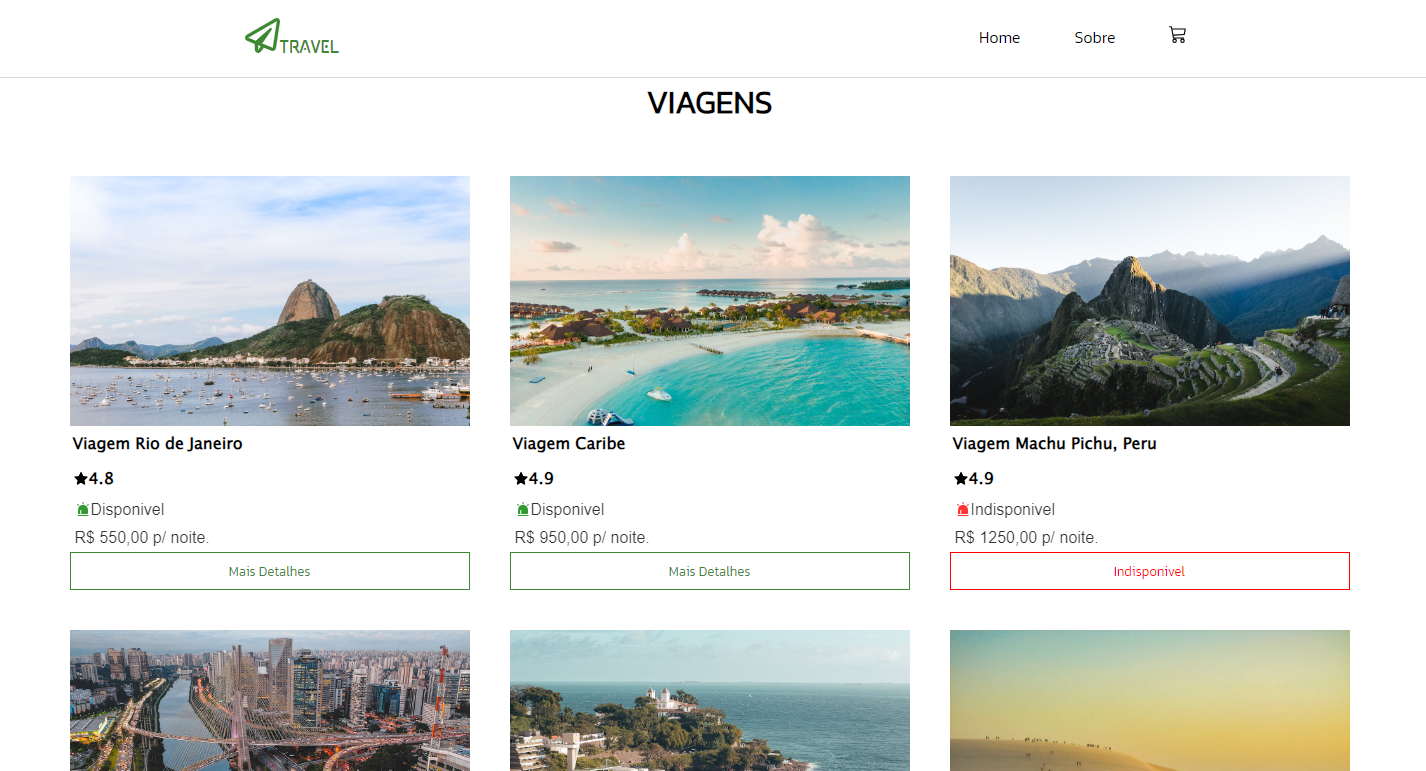 TRAVEL
Home
Sobre
VIAGENS
Viagem Rio de Janeiro
4.8
Disponivel
R$ 550,00 p/ noite.
Mais Detalhes
Viagem Caribe
4.9
Disponivel
R$ 950,00 p/ noite.
Mais Detalhes
Viagem Machu Pichu, Peru
4.9
Indisponivel
R$ 1250,00 p/ noite.
Indisponivel